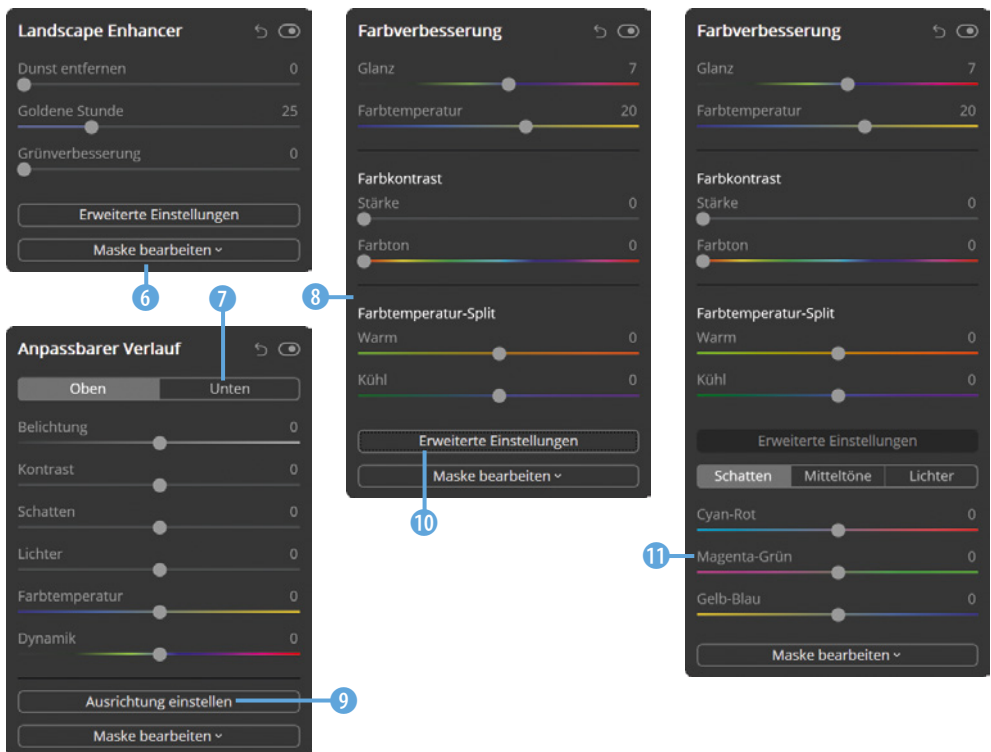 Landscape Enhancer
Dunst entfernen 0
Goldene Stunde 25
Grünverbesserung 0
Erweiterte Einstellungen
Maske bearbeiten
6
7
Anpassbarer Verlauf
Oben Unten
Belichtung 0
Kontrast 0
Schatten 0
Lichter 0
Farbtemperatur 0
Dynamik 0
Ausrichtung einstellen
9
Maske bearbeiten
Farbverbesserung
Glanz 7
Farbtemperatur 20
Farbkontrast
Stärke 0
Farbton 0
8
Farbtemperatur-Split
Warm 0
Kühl 0
Erweiterte Einstellungen
Maske bearbeiten
10
Farbverbesserung
Glanz 7
Farbtemperatur 20
Farbkontrast
Stärke 0
Farbton 0
Farbtemperatur-Split
Warm 0
Kühl 0
Erweiterte Einstellungen
Schatten Mitteltöne Lichter
Cyan-Rot 0
11
Magenta-Grün 0
Gelb-Blau 0
Maske bearbeiten